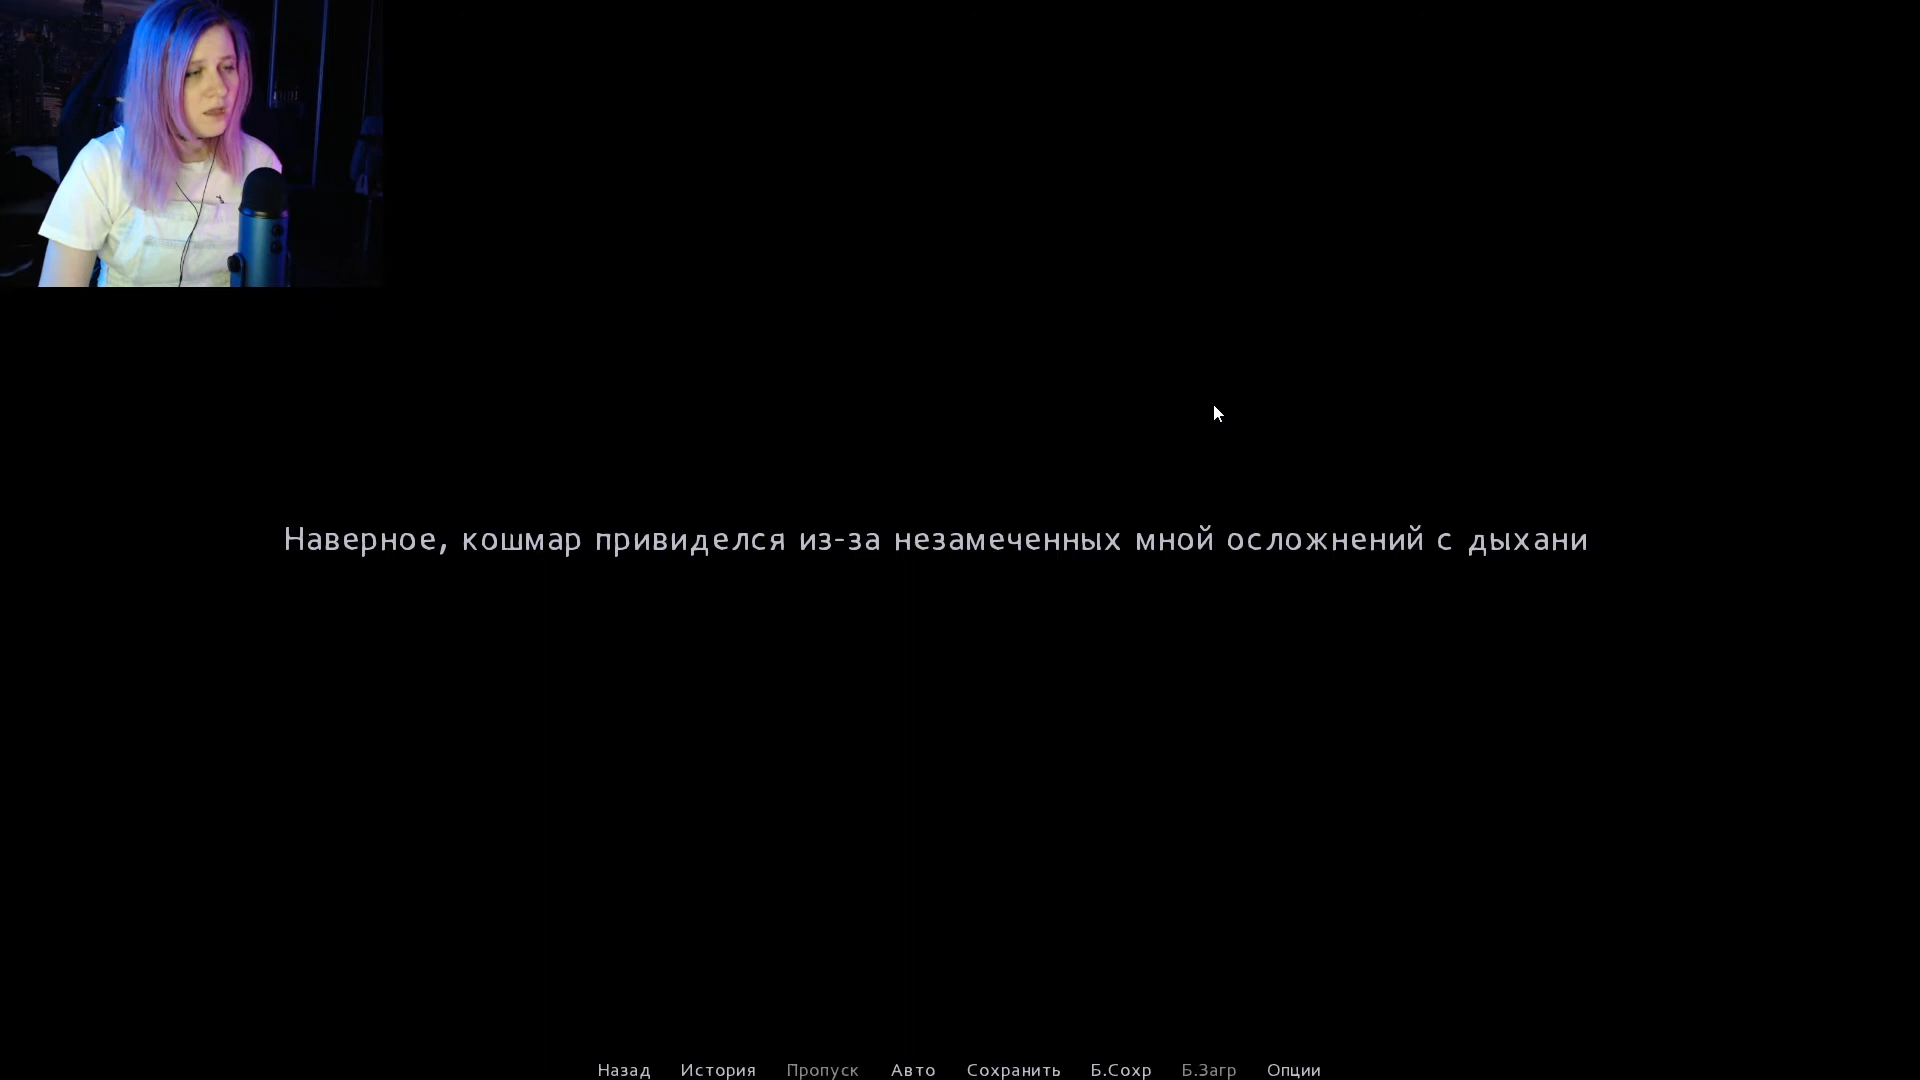 Наверное, кошмар привиделся из-за незамеченных мной осложнений с дыхани
Назад История Пропуск Авто Сохранить Б.Сохр Б.Загр Опции